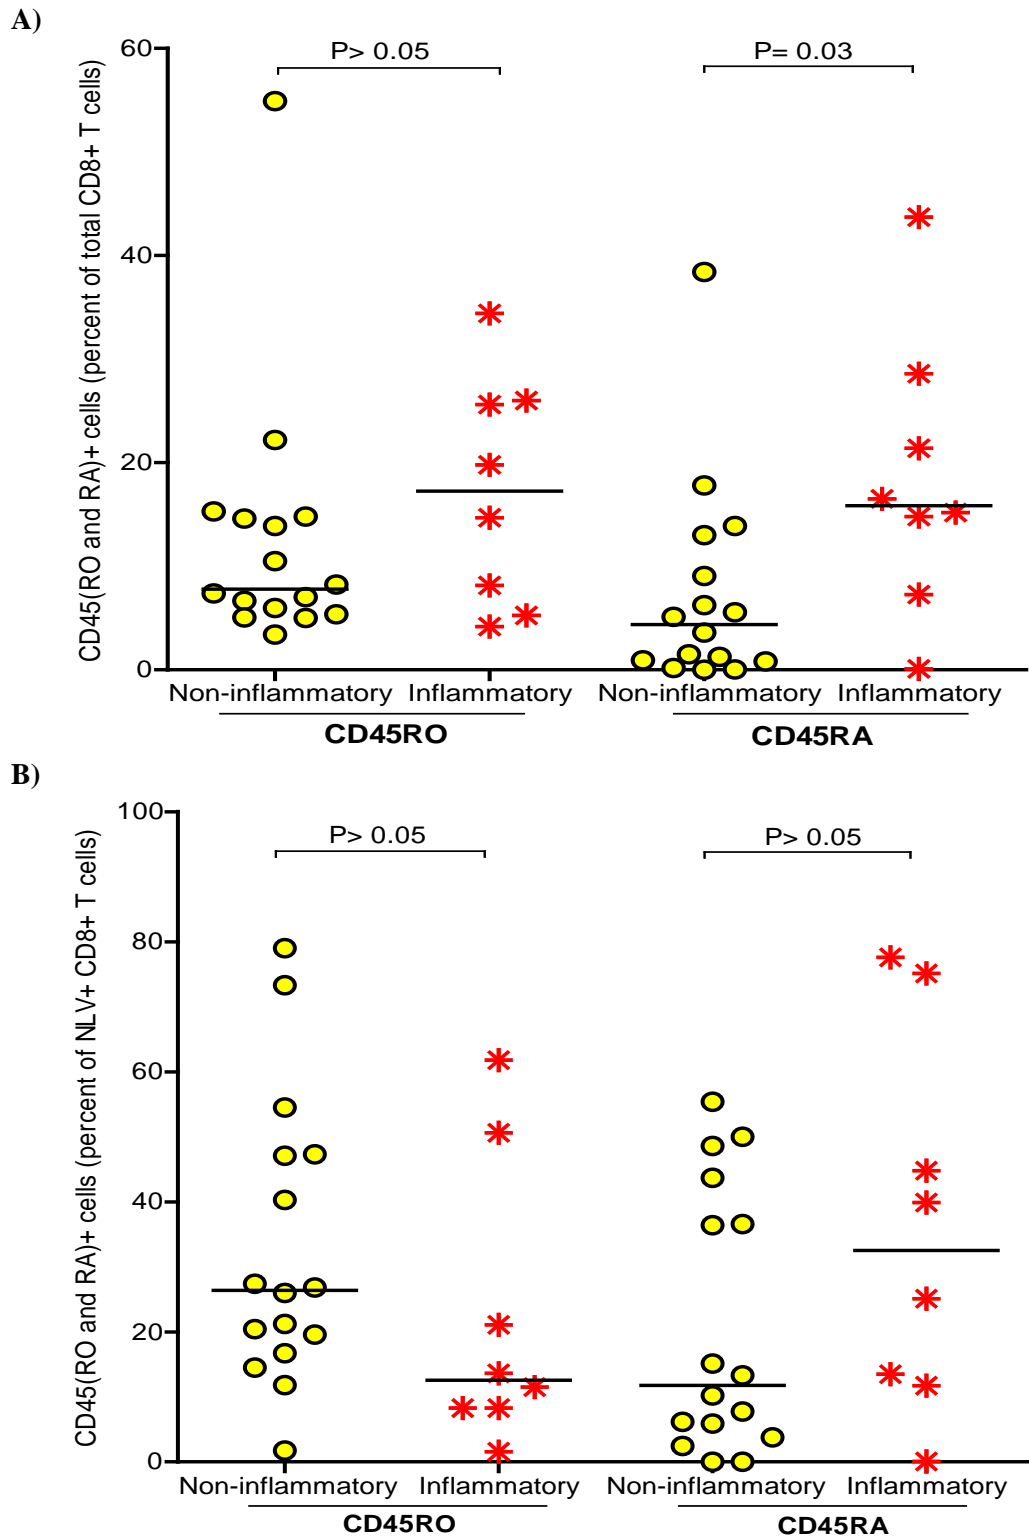 A)
CD45(RO and RA)+ cells (percent of total CD8+ T cells)
60
40
20
0
P> 0.05
P= 0.03
Non-inflammatory Inflammatory Non-inflammatory Inflammatory
CD45RO CD45RA
B)
CD45(RO and RA)+ cells (percent of NLV+ CD8+ T cells)
100
80
60
40
20
0
P> 0.05
P> 0.05
Non-inflammatory Inflammatory Non-inflammatory Inflammatory
CD45RO CD45RA